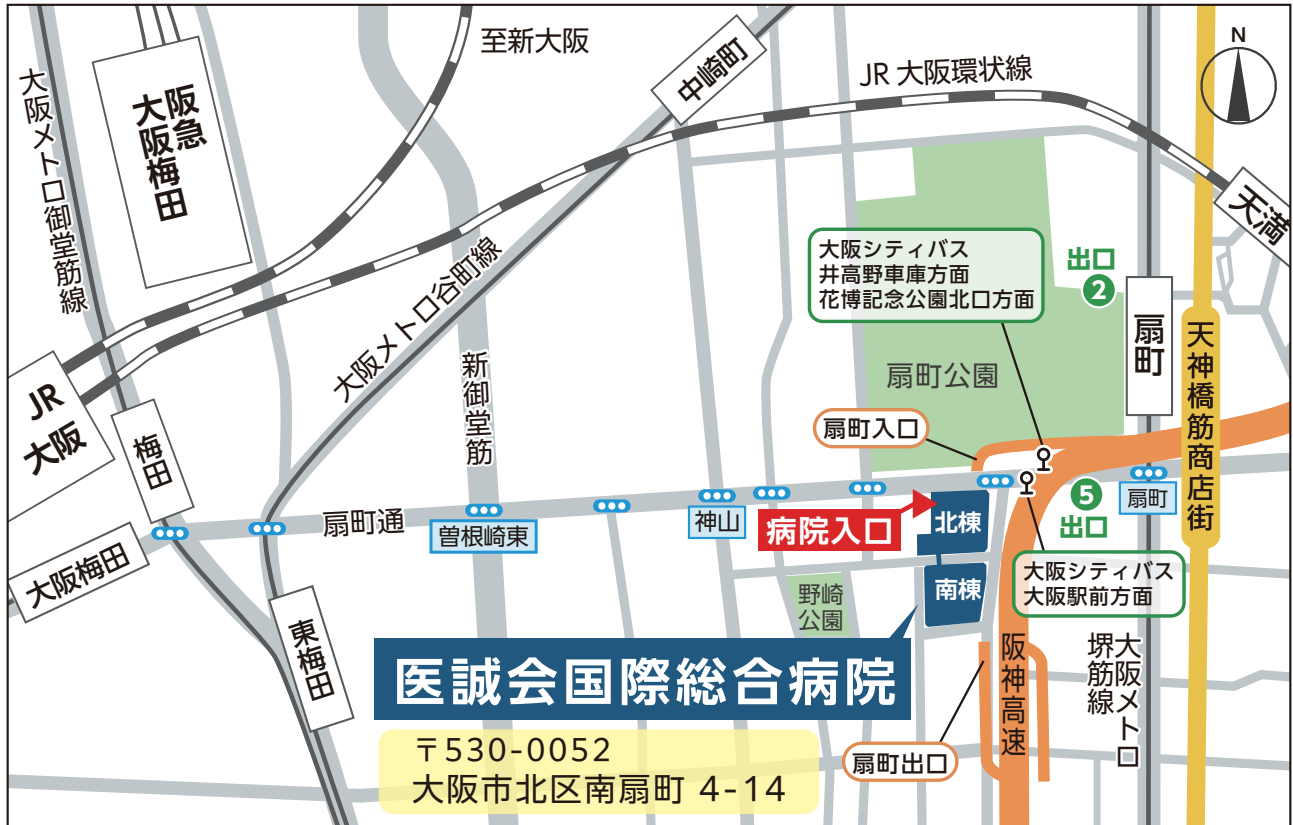 至新大阪
N
中崎町
JR 大阪環状線
大阪メトロ御堂筋線
阪急
大阪梅田
天満
大阪シティバス
井高野車庫方面
花博記念公園北口方面
出口
2
大阪メトロ谷町線
扇町
天神橋筋商店街
新御堂筋
扇町公園
JR
大阪
梅田
扇町入口
5
出口
扇町
扇町通
曽根崎東
神山
病院入口
北棟
大阪梅田
南棟
大阪シティバス
大阪駅前方面
野崎
公園
東梅田
医誠会国際総合病院
阪神高速
大阪メトロ
堺筋線
〒530-0052
大阪市北区南扇町 4-14
扇町出口